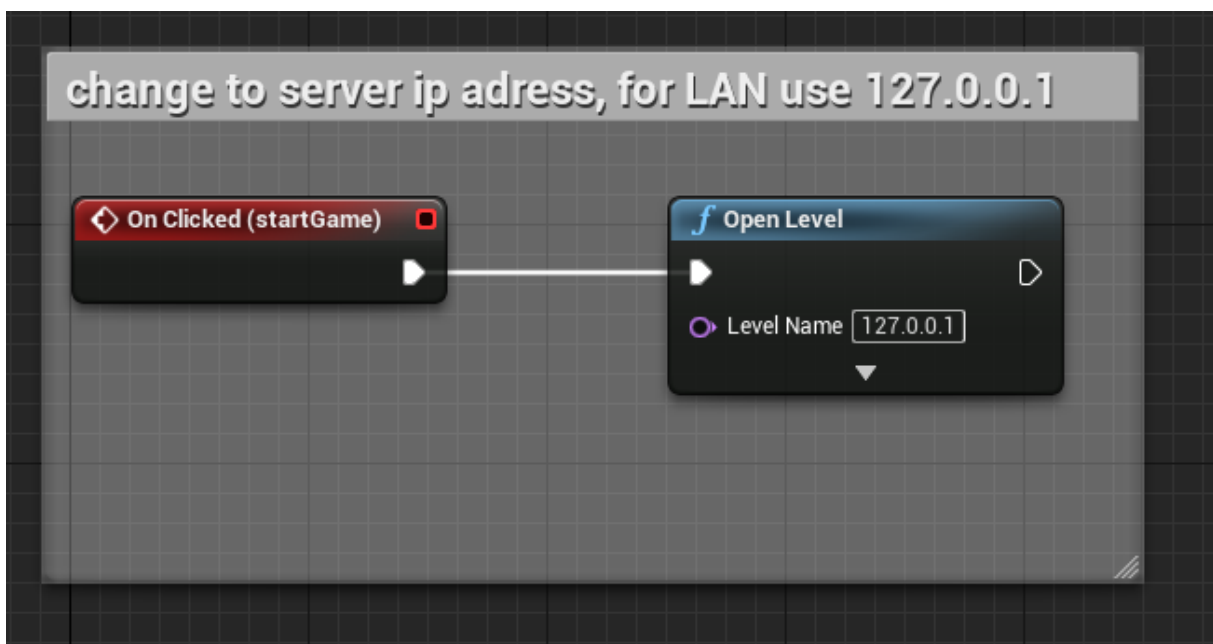 change to server ip adress, for LAN use 127.0.0.1
On Clicked (startGame)
f Open Level
Level Name 127.0.0.1